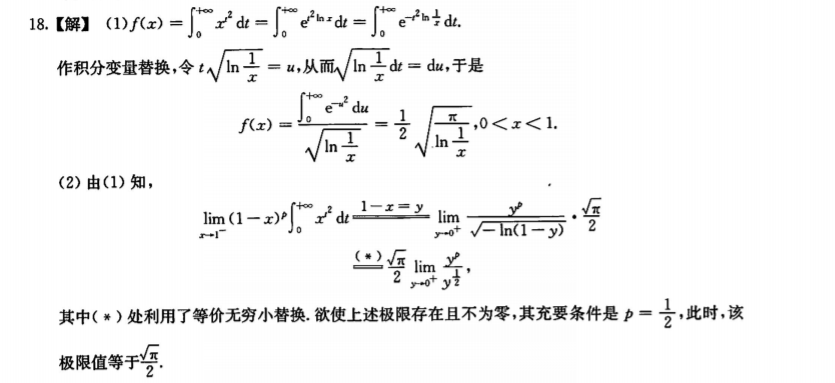 18.【解】 (1) $f(x)=\int_0^{+\infty}x^{t^2}dt=\int_0^{+\infty}e^{t^2\ln x}dt=\int_0^{+\infty}e^{-t^2\ln\frac{1}{x}}dt.$
作积分变量替换,令 $t\sqrt{\ln\frac{1}{x}}=u$,从而$\sqrt{\ln\frac{1}{x}}dt=du$,于是
$f(x)=\frac{\int_0^{+\infty}e^{-u^2}du}{\sqrt{\ln\frac{1}{x}}}=\frac{1}{2}\sqrt{\frac{\pi}{\ln\frac{1}{x}}},0<x<1.$
(2) 由(1)知,
$\lim_{x\to1^-}(1-x)^p\int_0^{+\infty}x^{t^2}dt\xlongequal{1-x=y}\lim_{y\to0^+}\frac{y^p}{\sqrt{-\ln(1-y)}}\cdot\frac{\sqrt{\pi}}{2}$
$\xlongequal{(*)}\frac{\sqrt{\pi}}{2}\lim_{y\to0^+}\frac{y^p}{y^{\frac{1}{2}}},$
其中(*)处利用了等价无穷小替换.欲使上述极限存在且不为零,其充要条件是 $p=\frac{1}{2}$,此时,该
极限值等于$\frac{\sqrt{\pi}}{2}$.